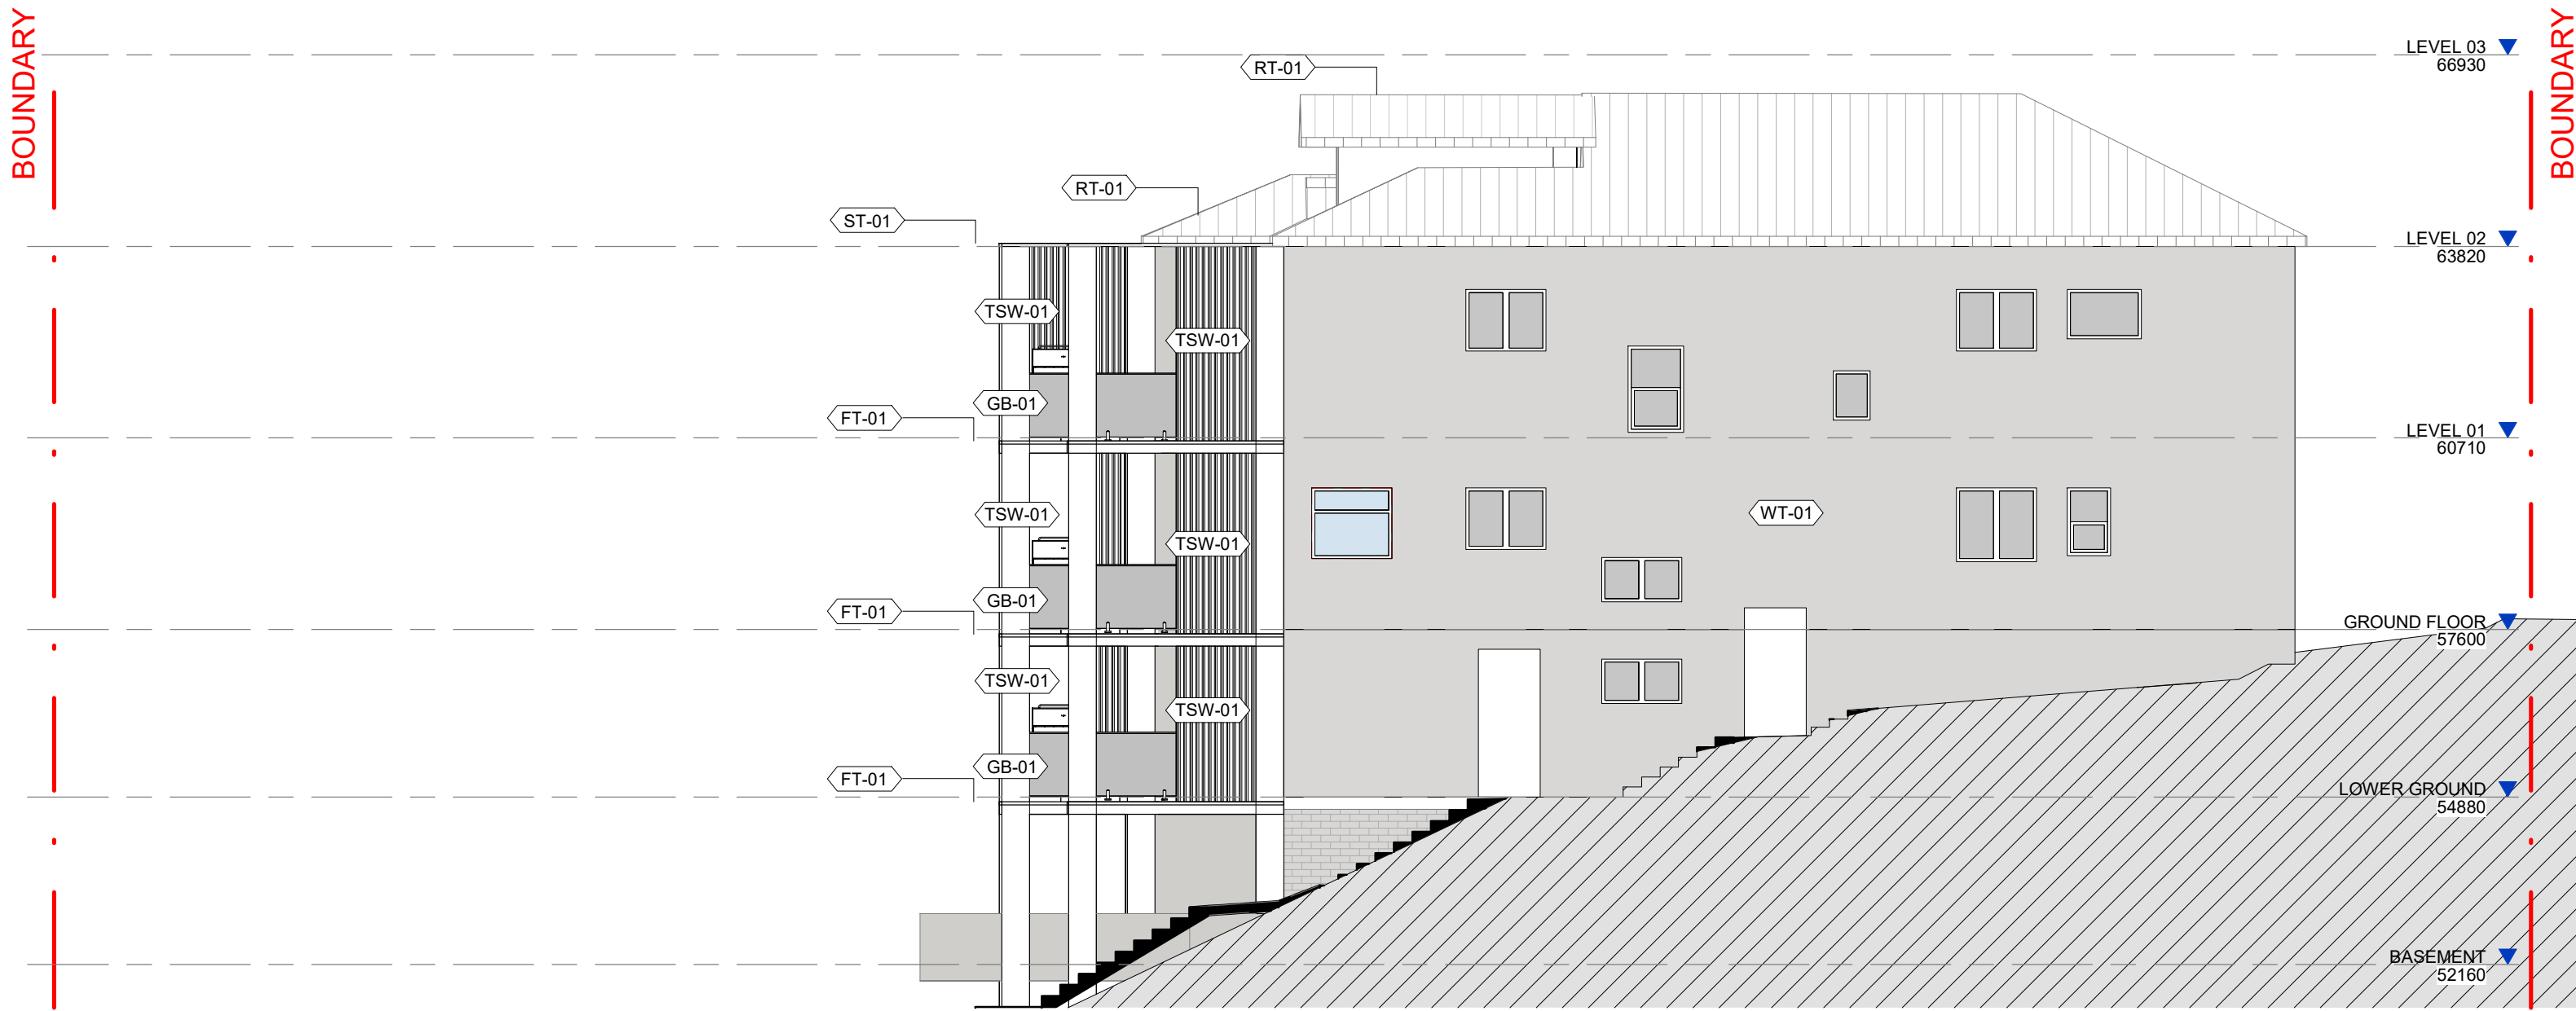 BOUNDARY
BOUNDARY
LEVEL 03
66930
RT-01
RT-01
ST-01
LEVEL 02
63820
TSW-01
TSW-01
GB-01
FT-01
LEVEL 01
60710
TSW-01
WT-01
TSW-01
GB-01
FT-01
GROUND FLOOR
57600
TSW-01
TSW-01
GB-01
FT-01
LOWER GROUND
54880
BASEMENT
52160